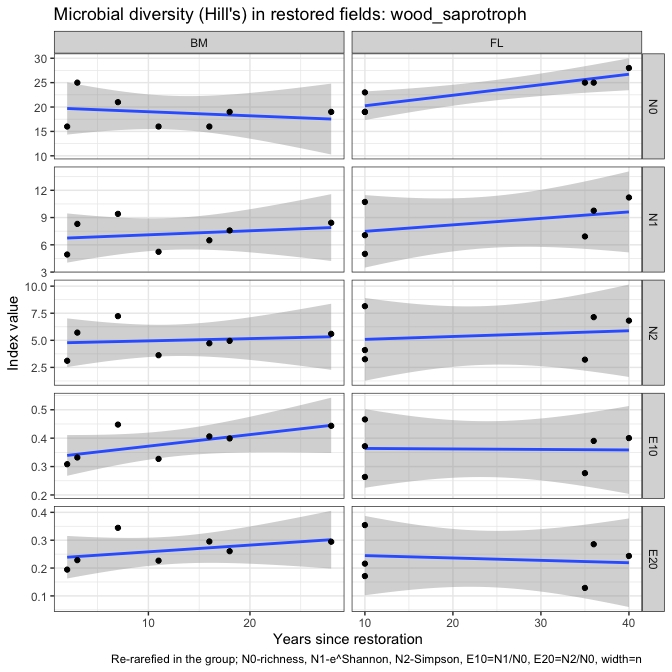 Microbial diversity (Hill's) in restored fields: wood_saprotroph
BM
FL
30
25
20
15
10
N0
12
9
6
3
N1
10.0
7.5
5.0
2.5
N2
0.5
0.4
0.3
0.2
E10
0.4
0.3
0.2
0.1
E20
Index value
10
20
10
20
30
40
Years since restoration
Re-rarefied in the group; N0-richness, N1-e^Shannon, N2-Simpson, E10=N1/N0, E20=N2/N0, width=n